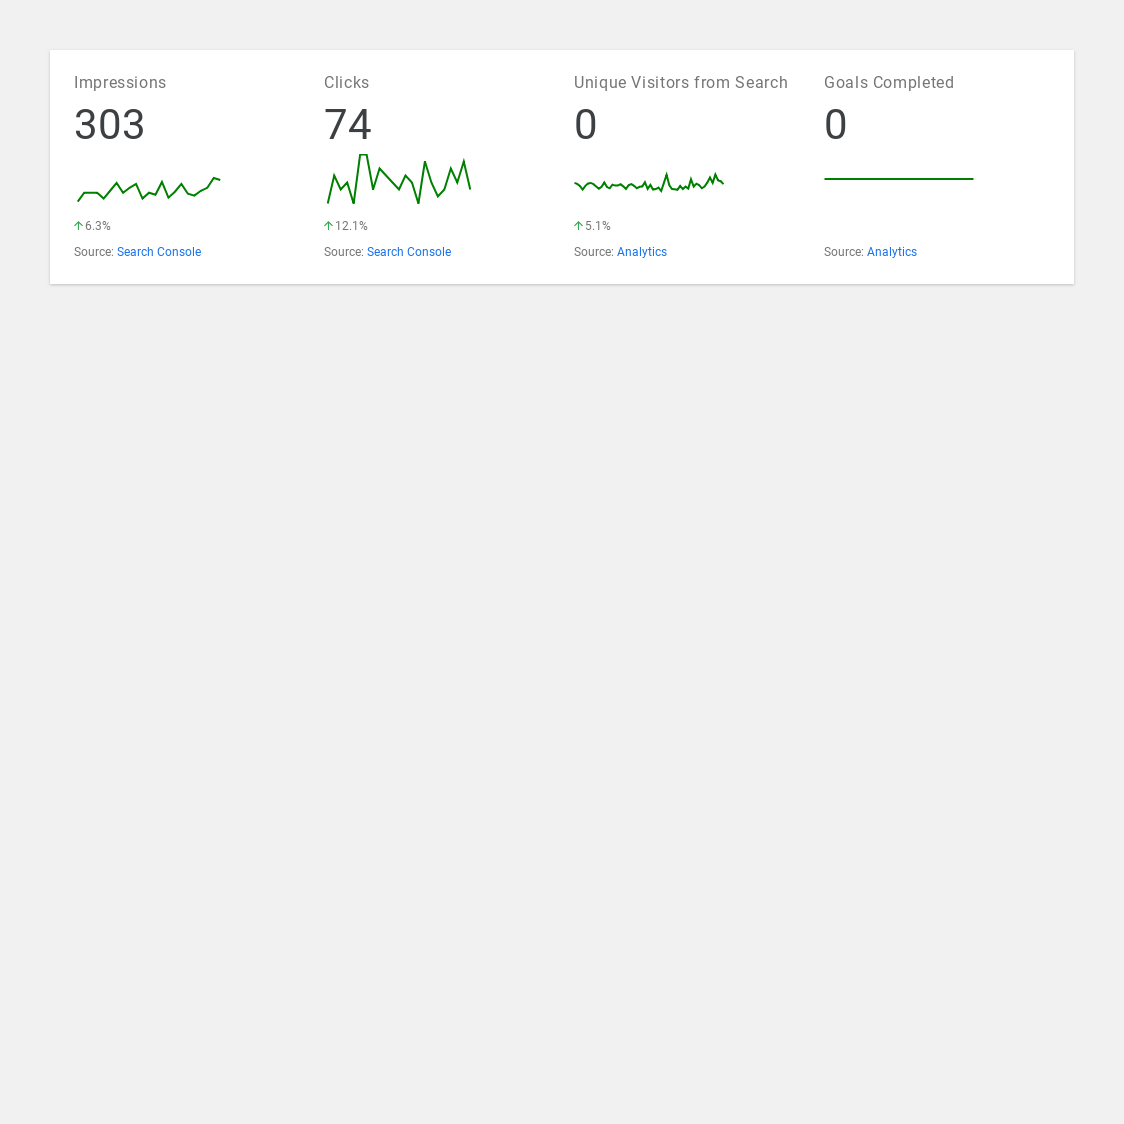 Impressions
303
6.3%
Source: Search Console
Clicks
74
12.1%
Source: Search Console
Unique Visitors from Search
0
5.1%
Source: Analytics
Goals Completed
0
Source: Analytics